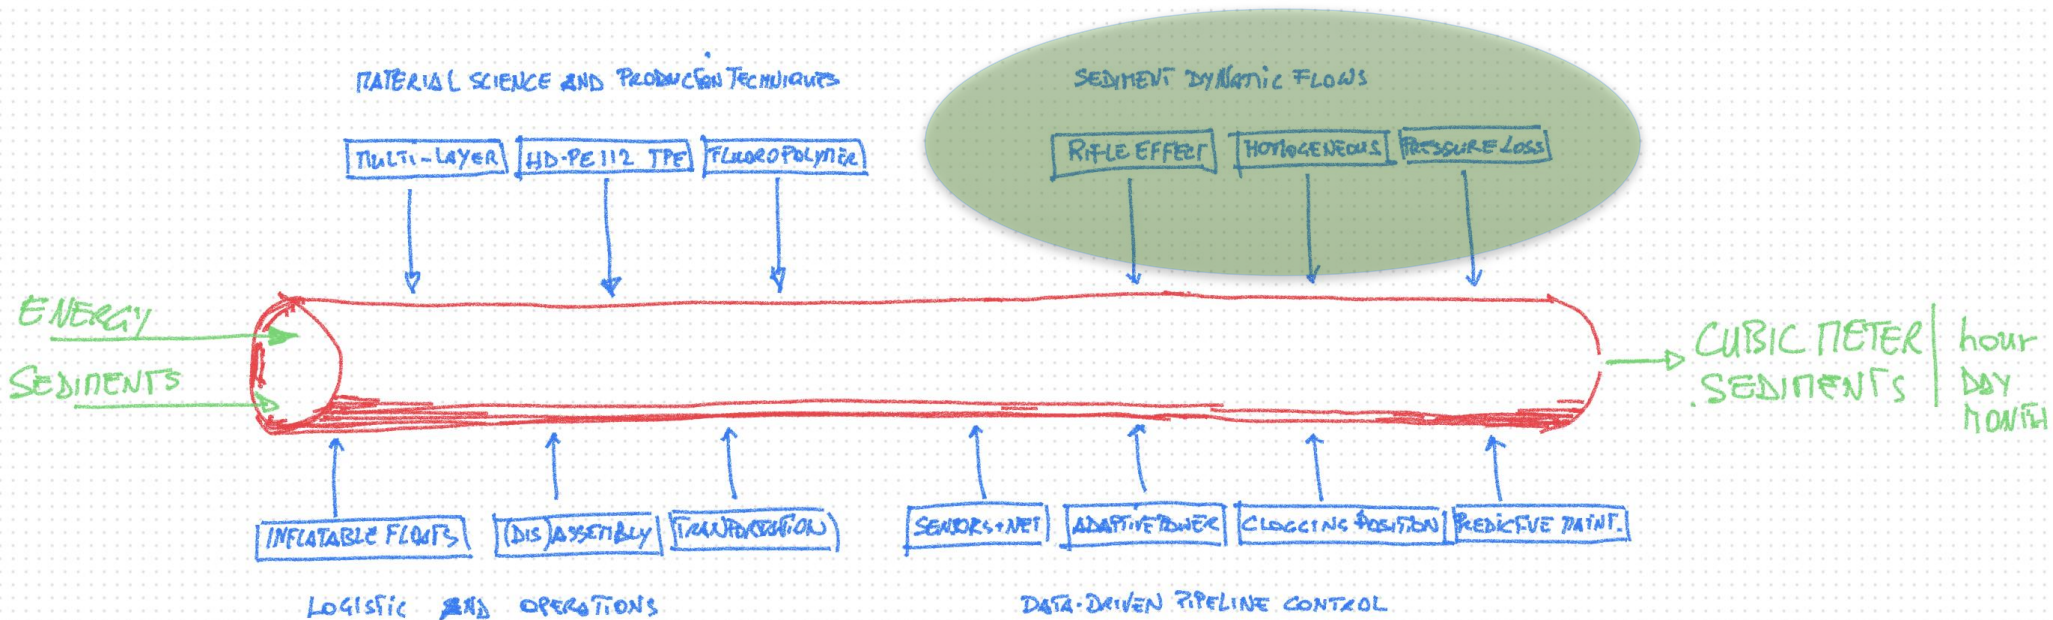 MATERIAL SCIENCE AND PRODUCTION TECHNIQUES
SEDIMENT DYNAMIC FLOWS
MULTI-LAYER
HD-PE112 TPE
FLUOROPOLYMER
RIFLE EFFECT
HOMOGENEOUS
PRESSURE LOSS
ENERGY
SEDIMENTS
CUBIC METER
SEDIMENTS
hour
DAY
MONTH
INFLATABLE FLOATS
(DIS)ASSEMBLY
TRANPORTATION
SENSORS+NET
ADAPTIVE POWER
CLOGGING POSITION
PREDICTIVE MAINT.
LOGISTIC AND OPERATIONS
DATA-DRIVEN PIPELINE CONTROL